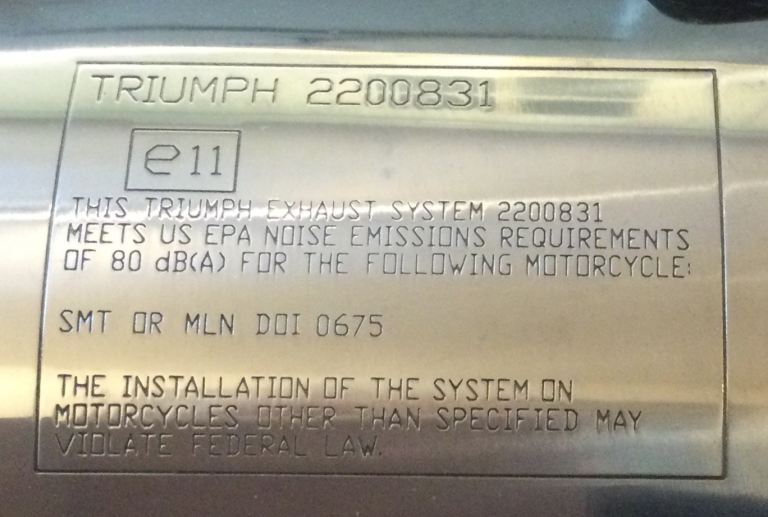 TRIUMPH 2200831
e11
THIS TRIUMPH EXHAUST SYSTEM 2200831
MEETS US EPA NOISE EMISSIONS REQUIREMENTS
OF 80 dB(A) FOR THE FOLLOWING MOTORCYCLE:
SMT OR MLN DOI 0675
THE INSTALLATION OF THE SYSTEM ON
MOTORCYCLES OTHER THAN SPECIFIED MAY
VIOLATE FEDERAL LAW.